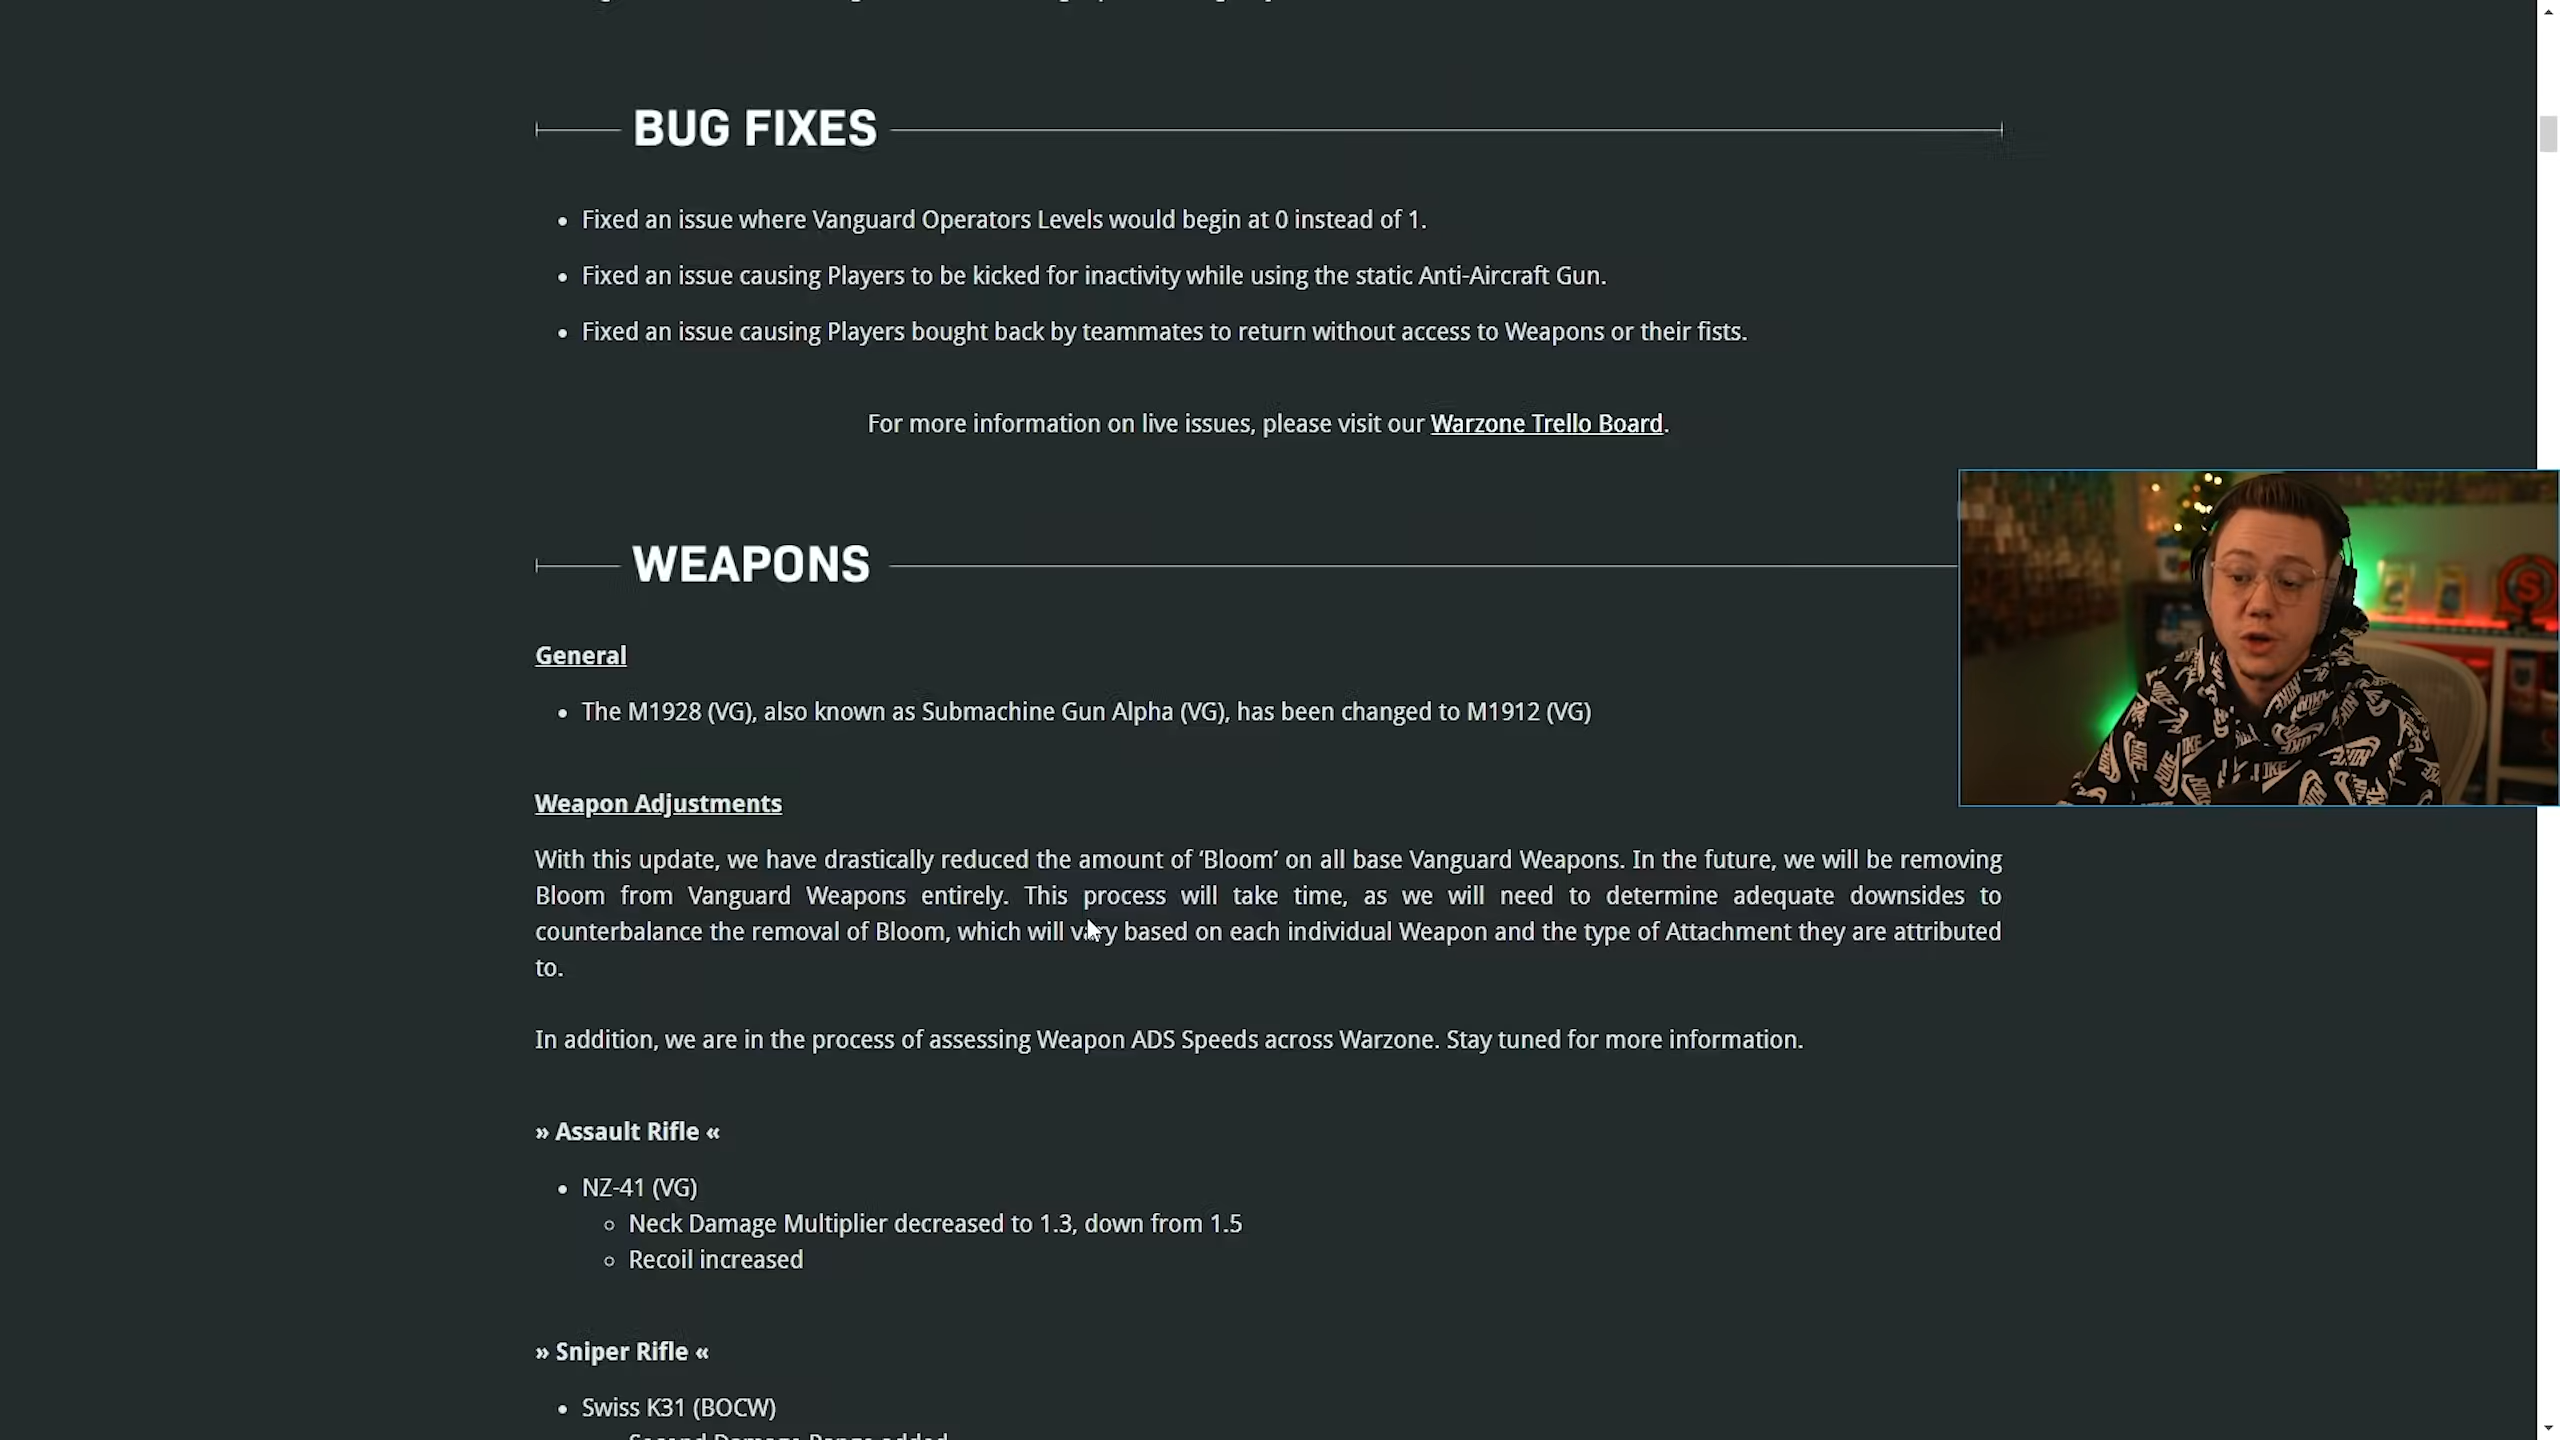 BUG FIXES
• Fixed an issue where Vanguard Operators Levels would begin at 0 instead of 1.
• Fixed an issue causing Players to be kicked for inactivity while using the static Anti-Aircraft Gun.
• Fixed an issue causing Players bought back by teammates to return without access to Weapons or their fists.
For more information on live issues, please visit our Warzone Trello Board.
WEAPONS
General
• The M1928 (VG), also known as Submachine Gun Alpha (VG), has been changed to M1912 (VG)
Weapon Adjustments
With this update, we have drastically reduced the amount of ‘Bloom’ on all base Vanguard Weapons. In the future, we will be removing
Bloom from Vanguard Weapons entirely. This process will take time, as we will need to determine adequate downsides to
counterbalance the removal of Bloom, which will vary based on each individual Weapon and the type of Attachment they are attributed
to.
In addition, we are in the process of assessing Weapon ADS Speeds across Warzone. Stay tuned for more information.
» Assault Rifle «
• NZ-41 (VG)
◦ Neck Damage Multiplier decreased to 1.3, down from 1.5
◦ Recoil increased
» Sniper Rifle «
• Swiss K31 (BOCW)
Second Damage Range added
NIKE
S